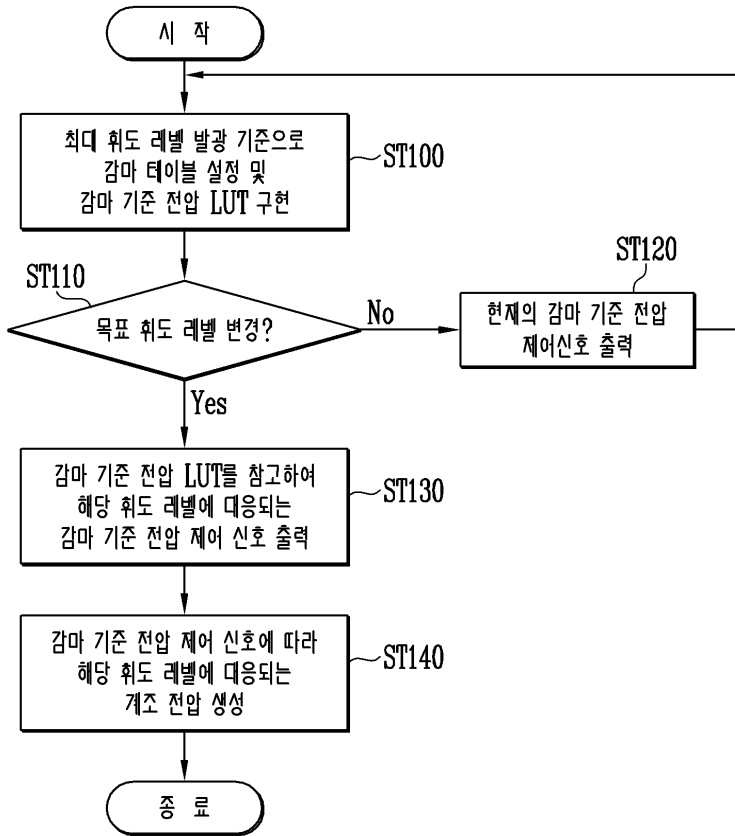 시 작
최대 휘도 레벨 발광 기준으로
감마 테이블 설정 및
감마 기준 전압 LUT 구현
ST100
ST110
목표 휘도 레벨 변경?
No
ST120
현재의 감마 기준 전압
제어신호 출력
Yes
감마 기준 전압 LUT를 참고하여
해당 휘도 레벨에 대응되는
감마 기준 전압 제어 신호 출력
ST130
감마 기준 전압 제어 신호에 따라
해당 휘도 레벨에 대응되는
계조 전압 생성
ST140
종 료